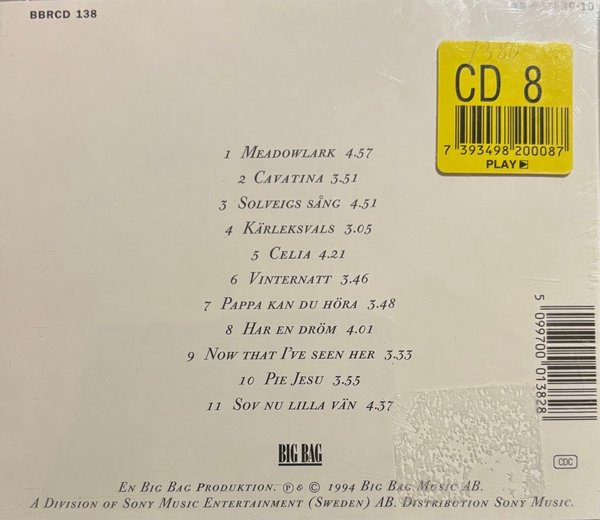 BBRCD 138
CD 8
7 393498 200087
PLAY
1 Meadowlark 4.57
2 Cavatina 3.51
3 Solveigs sång 4.51
4 Kärleksvals 3.05
5 Celia 4.21
6 Vinternatt 3.46
7 Pappa kan du höra 3.48
8 Har en dröm 4.01
9 Now that I've seen her 3.33
10 Pie Jesu 3.55
11 Sov nu lilla vän 4.37
5 099700 013828
BIG BAG
CDC
En Big Bag Produktion. ℗ & © 1994 Big Bag Music AB.
A Division of Sony Music Entertainment (Sweden) AB. Distribution Sony Music.